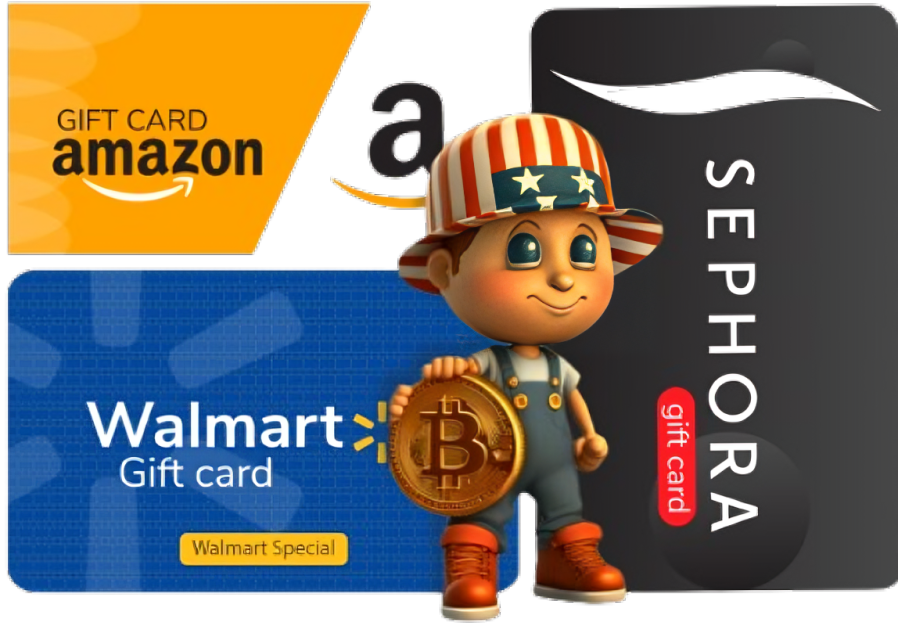 GIFT CARD
amazon
a
SEPHORA
gift card
Walmart
Gift card
Walmart Special